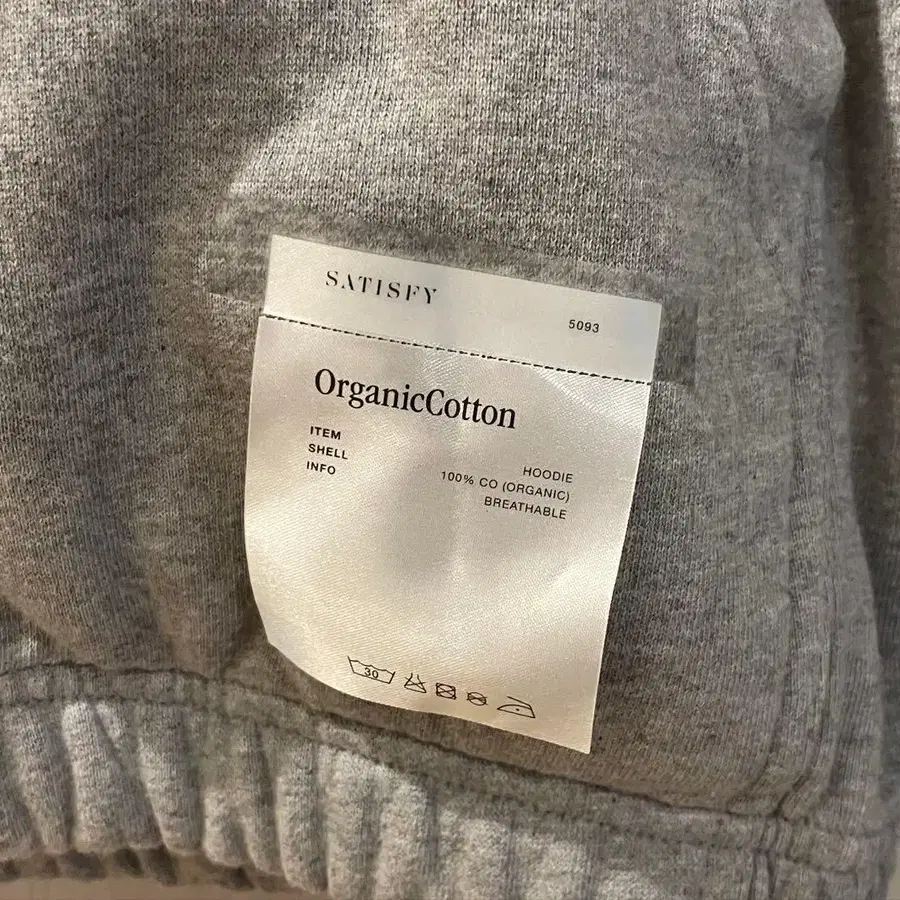 SATISFY
5093
OrganicCotton
ITEM HOODIE
SHELL 100% CO (ORGANIC)
INFO BREATHABLE
30